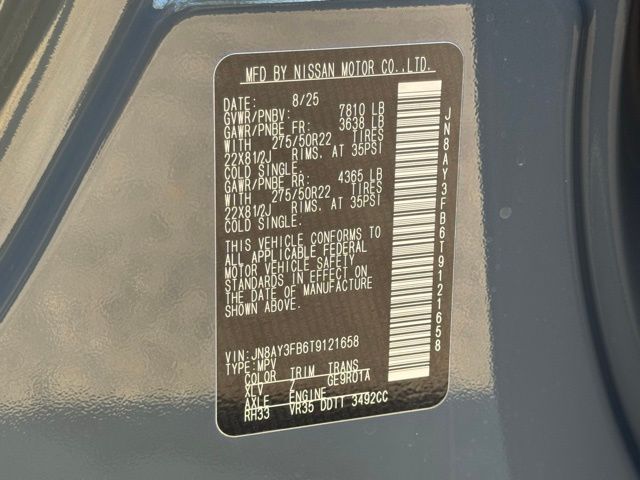 MFD BY NISSAN MOTOR CO.,LTD.
DATE: 8/25
GVWR/PNBV: 7810 LB
GAWR/PNBE FR: 3638 LB
WITH 275/50R22 TIRES
22X81/2J RIMS. AT 35PSI
COLD SINGLE.
GAWR/PNBE RR: 4365 LB
WITH 275/50R22 TIRES
22X81/2J RIMS. AT 35PSI
COLD SINGLE.
THIS VEHICLE CONFORMS TO
ALL APPLICABLE FEDERAL
MOTOR VEHICLE SAFETY
STANDARDS IN EFFECT ON
THE DATE OF MANUFACTURE
SHOWN ABOVE.
VIN: JN8AY3FB6T9121658
TYPE: MPV
COLOR TRIM TRANS
XLV Z GE9R01A
AXLE ENGINE
RH33 VR35 DDTT 3492CC
JN8AY3FB6T9121658